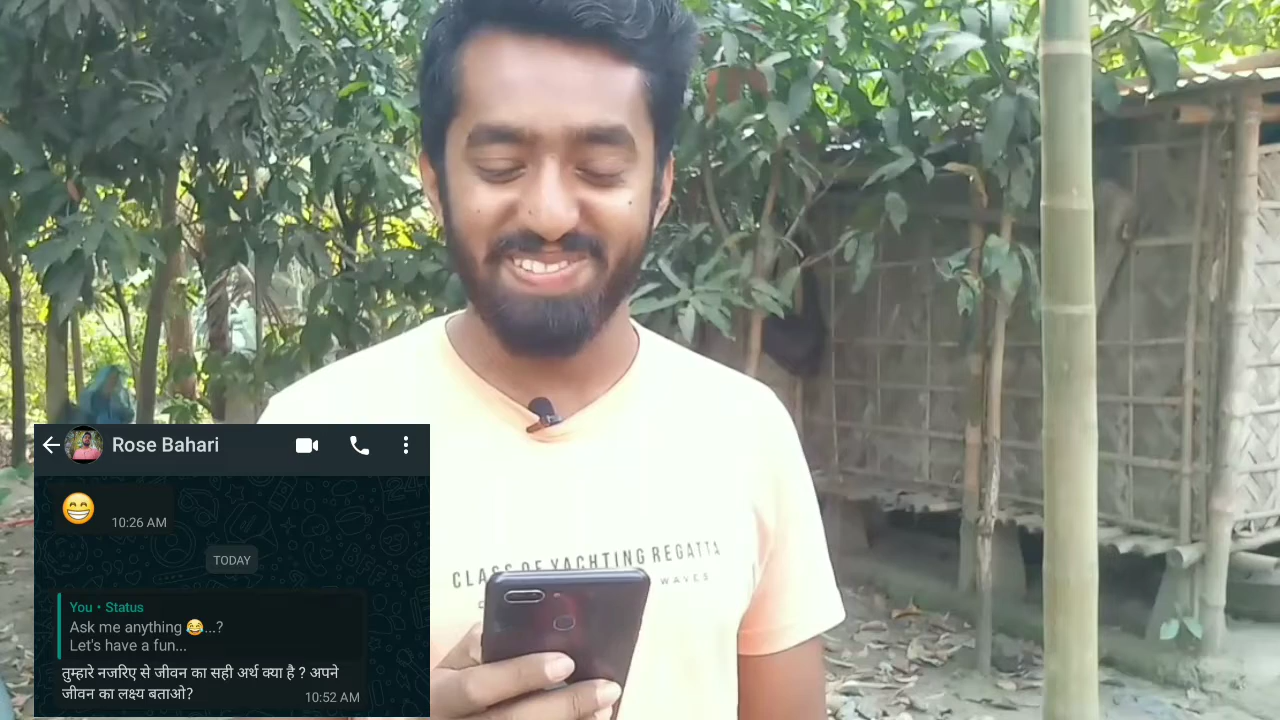 CLASS OF YACHTING REGATTA
WAVES
Rose Bahari
😁
10:26 AM
TODAY
You • Status
Ask me anything 😂...?
Let's have a fun...
तुम्हारे नजरिए से जीवन का सही अर्थ क्या है ? अपने
जीवन का लक्ष्य बताओ?
10:52 AM